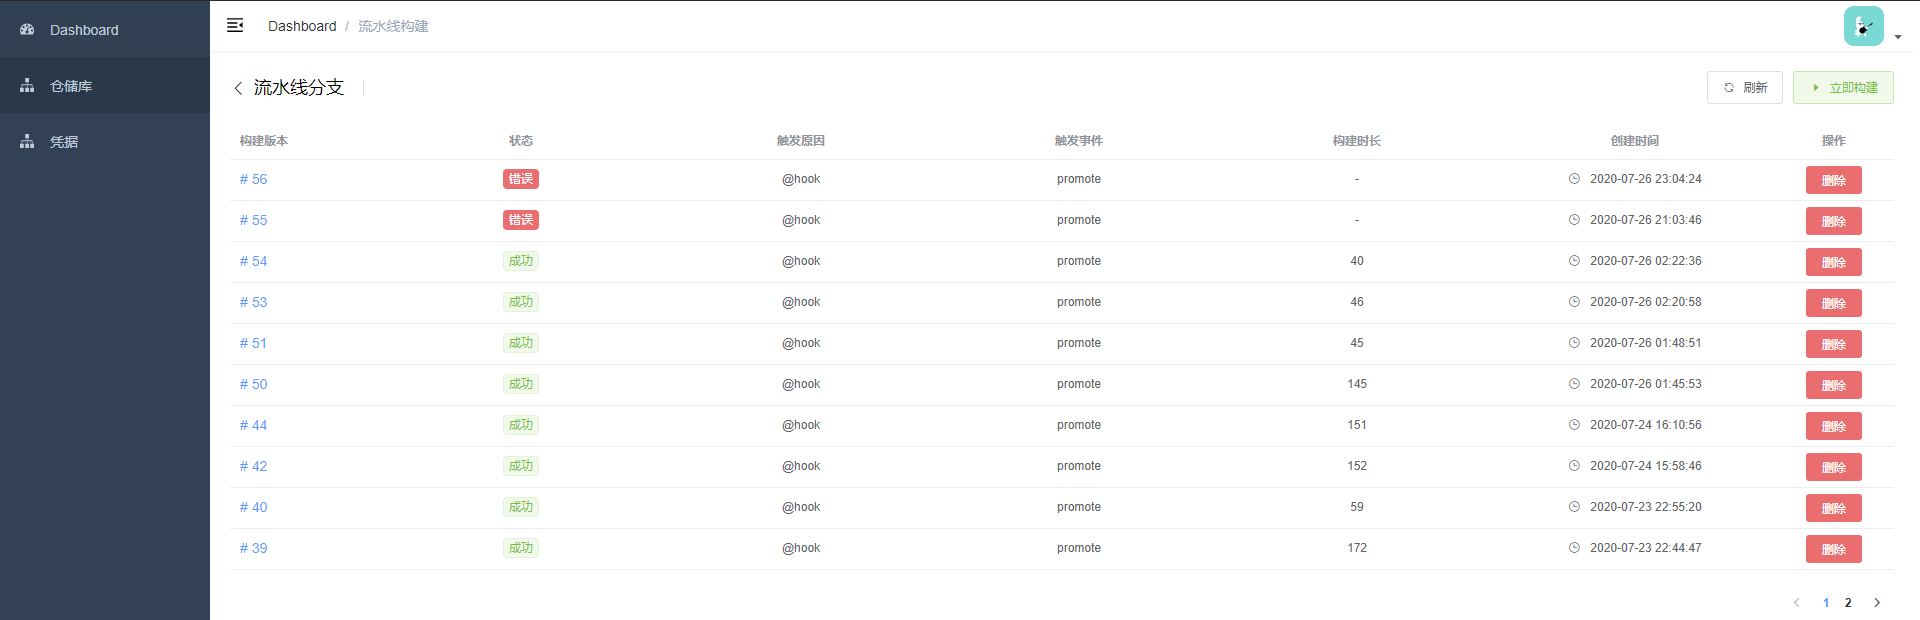 Dashboard
仓储库
凭据
Dashboard / 流水线构建
流水线分支
刷新
立即构建
构建版本 状态 触发原因 触发事件 构建时长 创建时间 操作
# 56 错误 @hook promote - 2020-07-26 23:04:24 删除
# 55 错误 @hook promote - 2020-07-26 21:03:46 删除
# 54 成功 @hook promote 40 2020-07-26 02:22:36 删除
# 53 成功 @hook promote 46 2020-07-26 02:20:58 删除
# 51 成功 @hook promote 45 2020-07-26 01:48:51 删除
# 50 成功 @hook promote 145 2020-07-26 01:45:53 删除
# 44 成功 @hook promote 151 2020-07-24 16:10:56 删除
# 42 成功 @hook promote 152 2020-07-24 15:58:46 删除
# 40 成功 @hook promote 59 2020-07-23 22:55:20 删除
# 39 成功 @hook promote 172 2020-07-23 22:44:47 删除
1 2